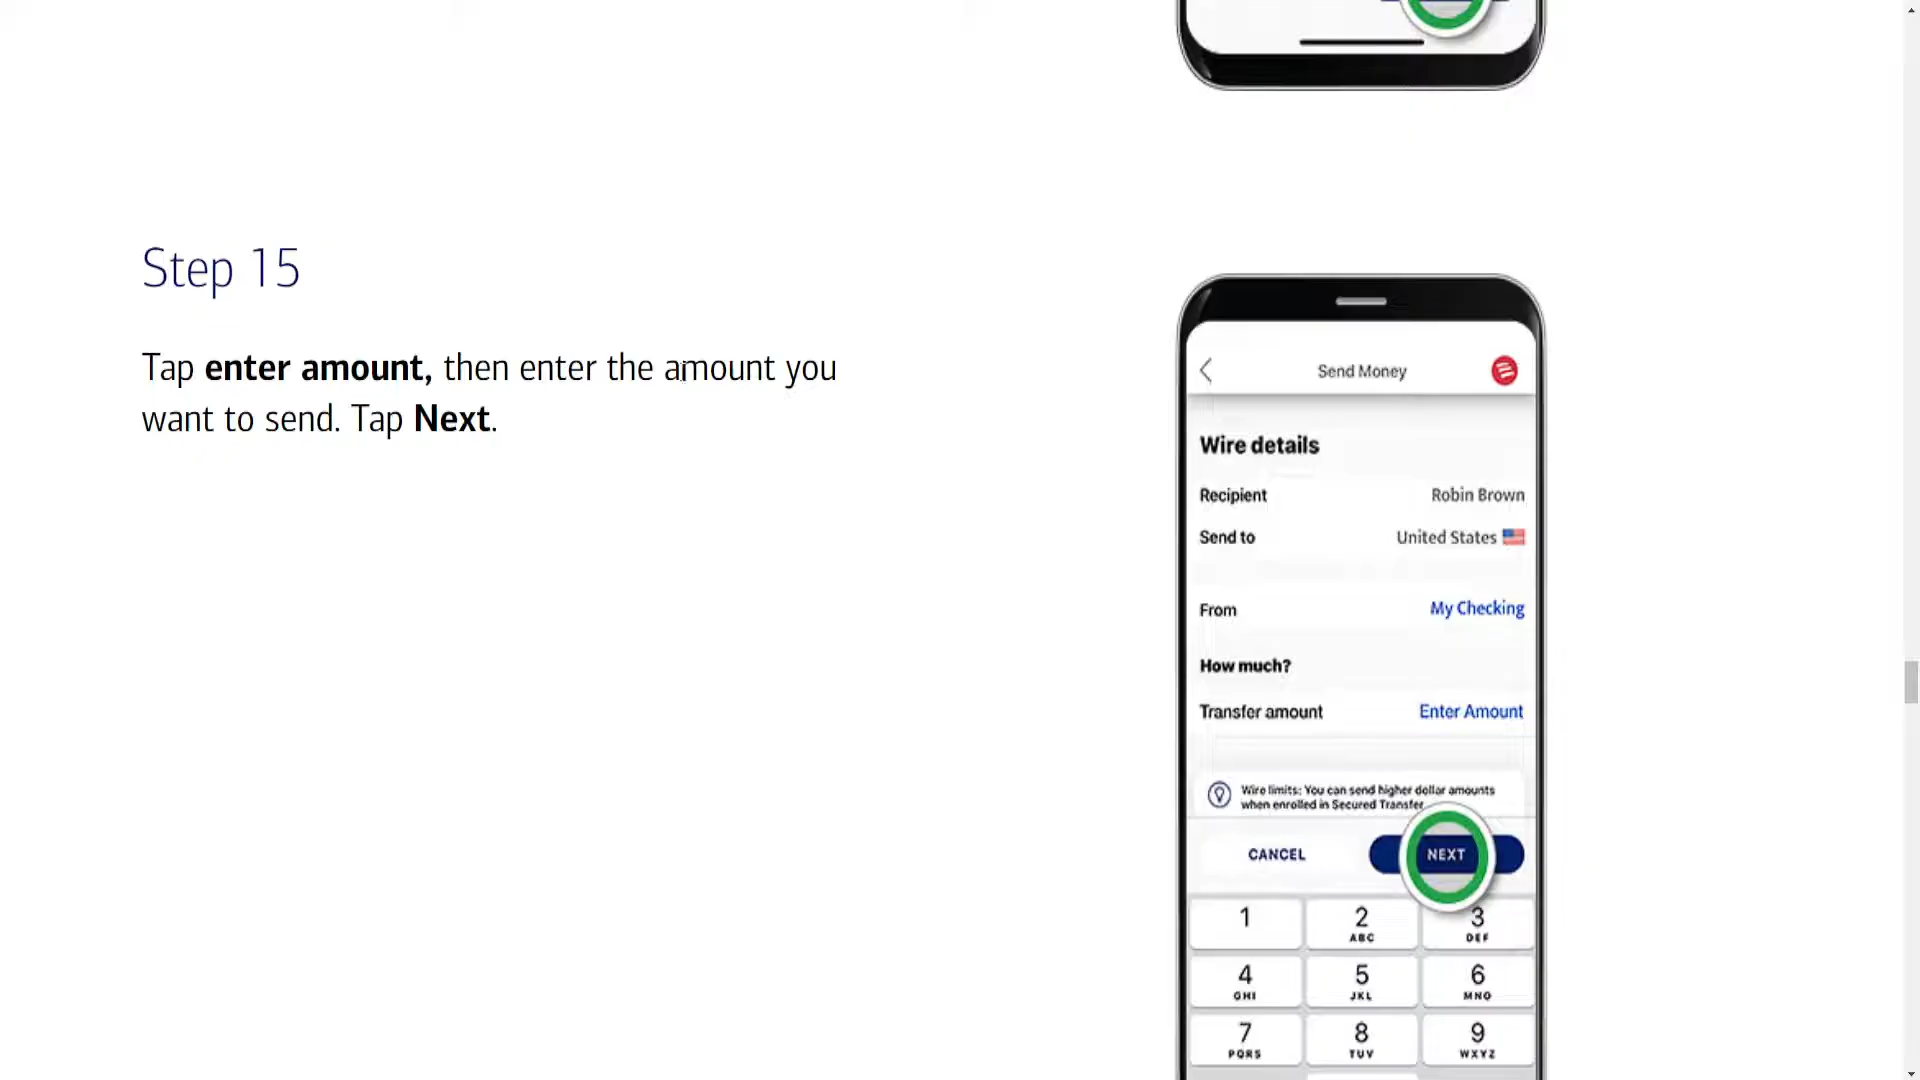 Step 15
Tap enter amount, then enter the amount you
want to send. Tap Next.
Send Money
Wire details
Recipient Robin Brown
Send to United States
From My Checking
How much?
Transfer amount Enter Amount
Wire limits: You can send higher dollar amounts
when enrolled in Secured Transfer.
CANCEL NEXT
1 2 3
ABC DEF
4 5 6
GHI JKL MNO
7 8 9
PQRS TUV WXYZ